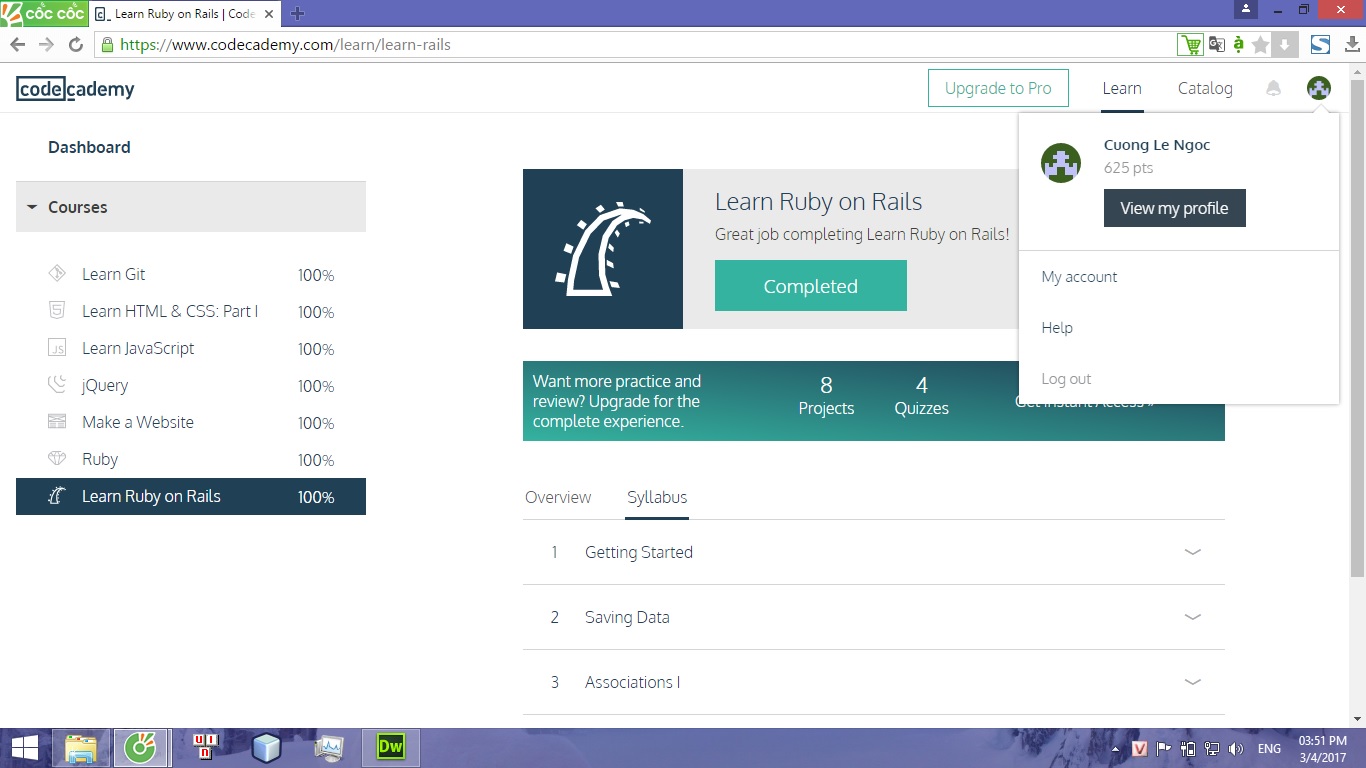 CỐC CỐC
Learn Ruby on Rails | Code
https://www.codecademy.com/learn/learn-rails
codecademy
Upgrade to Pro
Learn
Catalog
Dashboard
Courses
Learn Git 100%
Learn HTML & CSS: Part I 100%
Learn JavaScript 100%
jQuery 100%
Make a Website 100%
Ruby 100%
Learn Ruby on Rails 100%
Learn Ruby on Rails
Great job completing Learn Ruby on Rails!
Completed
Cuong Le Ngoc
625 pts
View my profile
My account
Help
Log out
Want more practice and
review? Upgrade for the
complete experience.
8
Projects
4
Quizzes
Get Instant Access »
Overview
Syllabus
1 Getting Started
2 Saving Data
3 Associations I
Dw
ENG
03:51 PM
3/4/2017